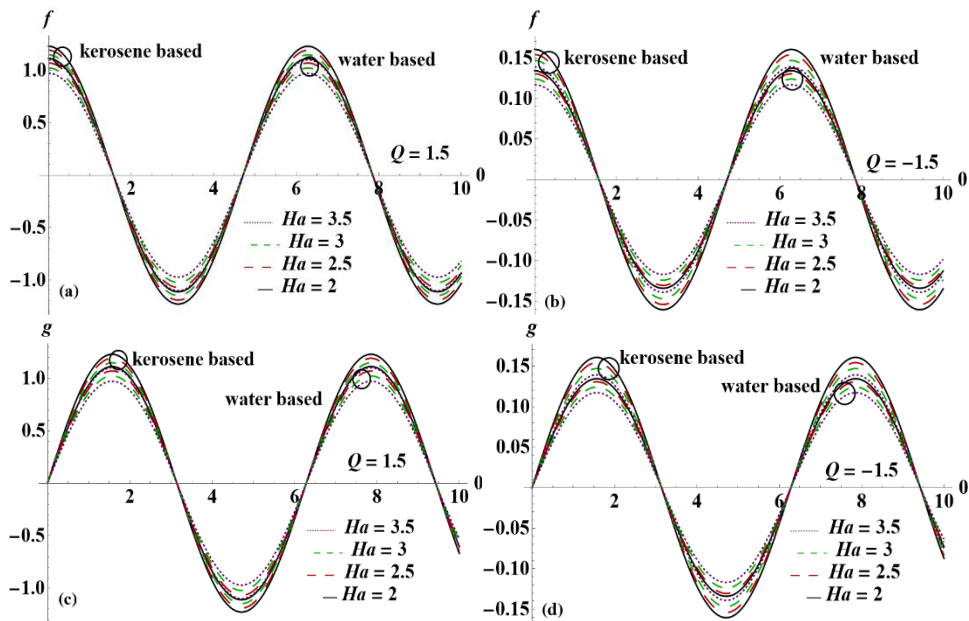 f
kerosene based
water based
1.0
0.5
Q = 1.5
0
2
4
6
8
10
−0.5
−1.0
Ha = 3.5
Ha = 3
Ha = 2.5
Ha = 2
(a)
f
kerosene based
water based
0.15
0.10
0.05
Q = −1.5
0
2
4
6
8
10
−0.05
−0.10
−0.15
Ha = 3.5
Ha = 3
Ha = 2.5
Ha = 2
(b)
g
kerosene based
water based
1.0
0.5
Q = 1.5
0
2
4
6
8
10
−0.5
−1.0
Ha = 3.5
Ha = 3
Ha = 2.5
Ha = 2
(c)
g
kerosene based
water based
0.15
0.10
0.05
Q = −1.5
0
2
4
6
8
10
−0.05
−0.10
−0.15
Ha = 3.5
Ha = 3
Ha = 2.5
Ha = 2
(d)